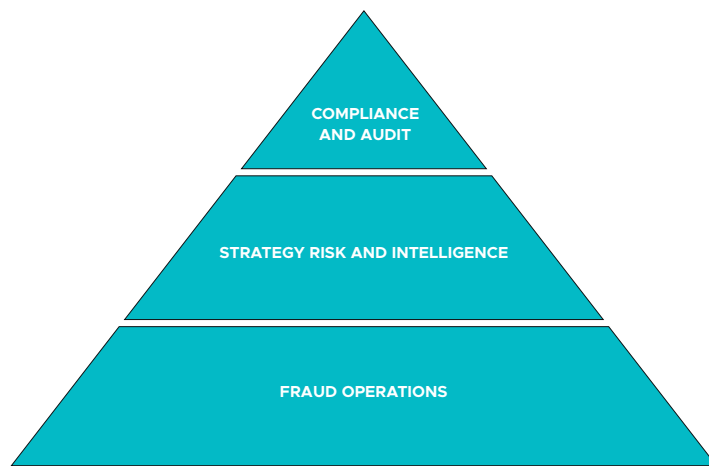 COMPLIANCE
AND AUDIT
STRATEGY RISK AND INTELLIGENCE
FRAUD OPERATIONS